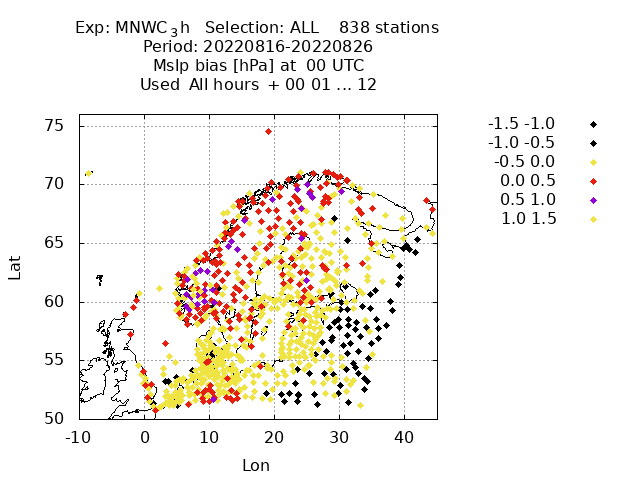 Exp: MNWC_3h Selection: ALL 838 stations
Period: 20220816-20220826
Mslp bias [hPa] at 00 UTC
Used All hours + 00 01 ... 12
75
70
65
60
55
50
-10 0 10 20 30 40
Lat
Lon
-1.5 -1.0
-1.0 -0.5
-0.5 0.0
0.0 0.5
0.5 1.0
1.0 1.5